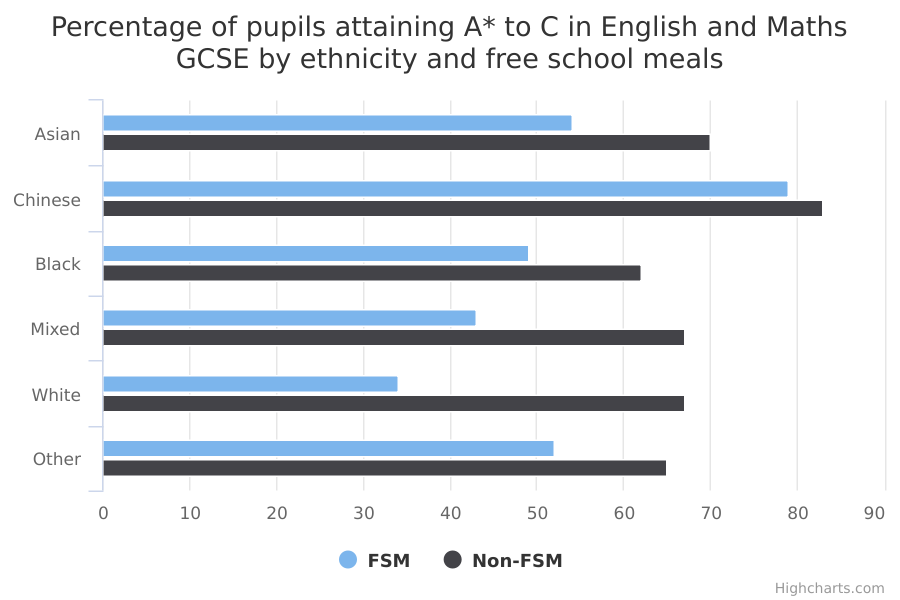 Percentage of pupils attaining A* to C in English and Maths
GCSE by ethnicity and free school meals
Asian
Chinese
Black
Mixed
White
Other
0 10 20 30 40 50 60 70 80 90
FSM Non-FSM
Highcharts.com